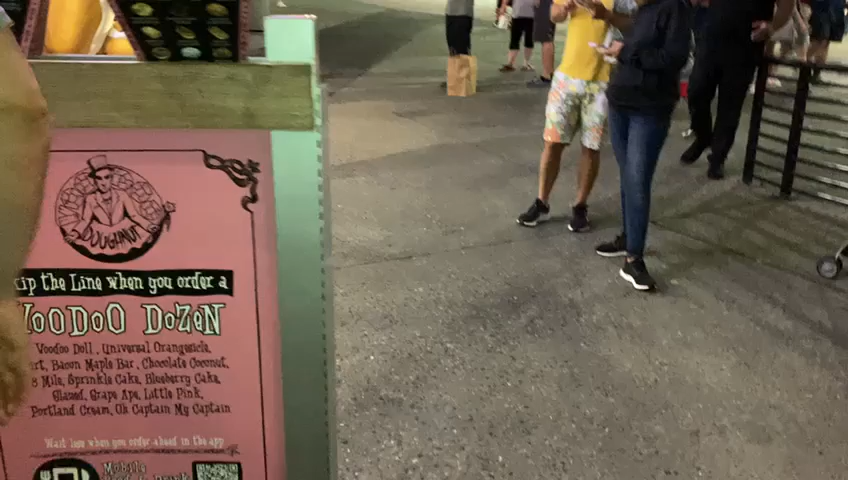 DOUGHNUT
ip the Line when you order a
VOODOO DOZEN
Voodoo Doll, Universal Orangesicle,
rt, Bacon Maple Bar, Chocolate Coconut,
8 Mile, Sprinkle Cake, Blueberry Cake,
Glazed, Grape Ape, Little Pink,
Portland Cream, Oh Captain My Captain
Wait less when you order ahead in the app
Mobile